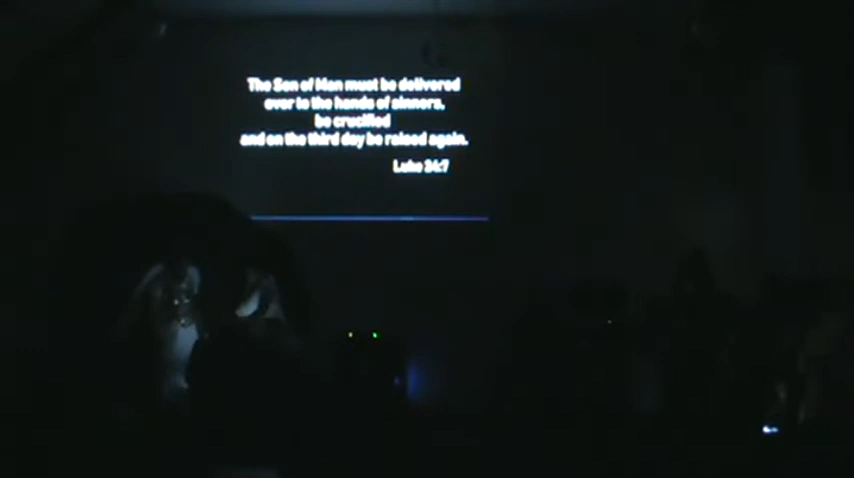 The Son of Man must be delivered
over to the hands of sinners,
be crucified
and on the third day be raised again.
Luke 24:7